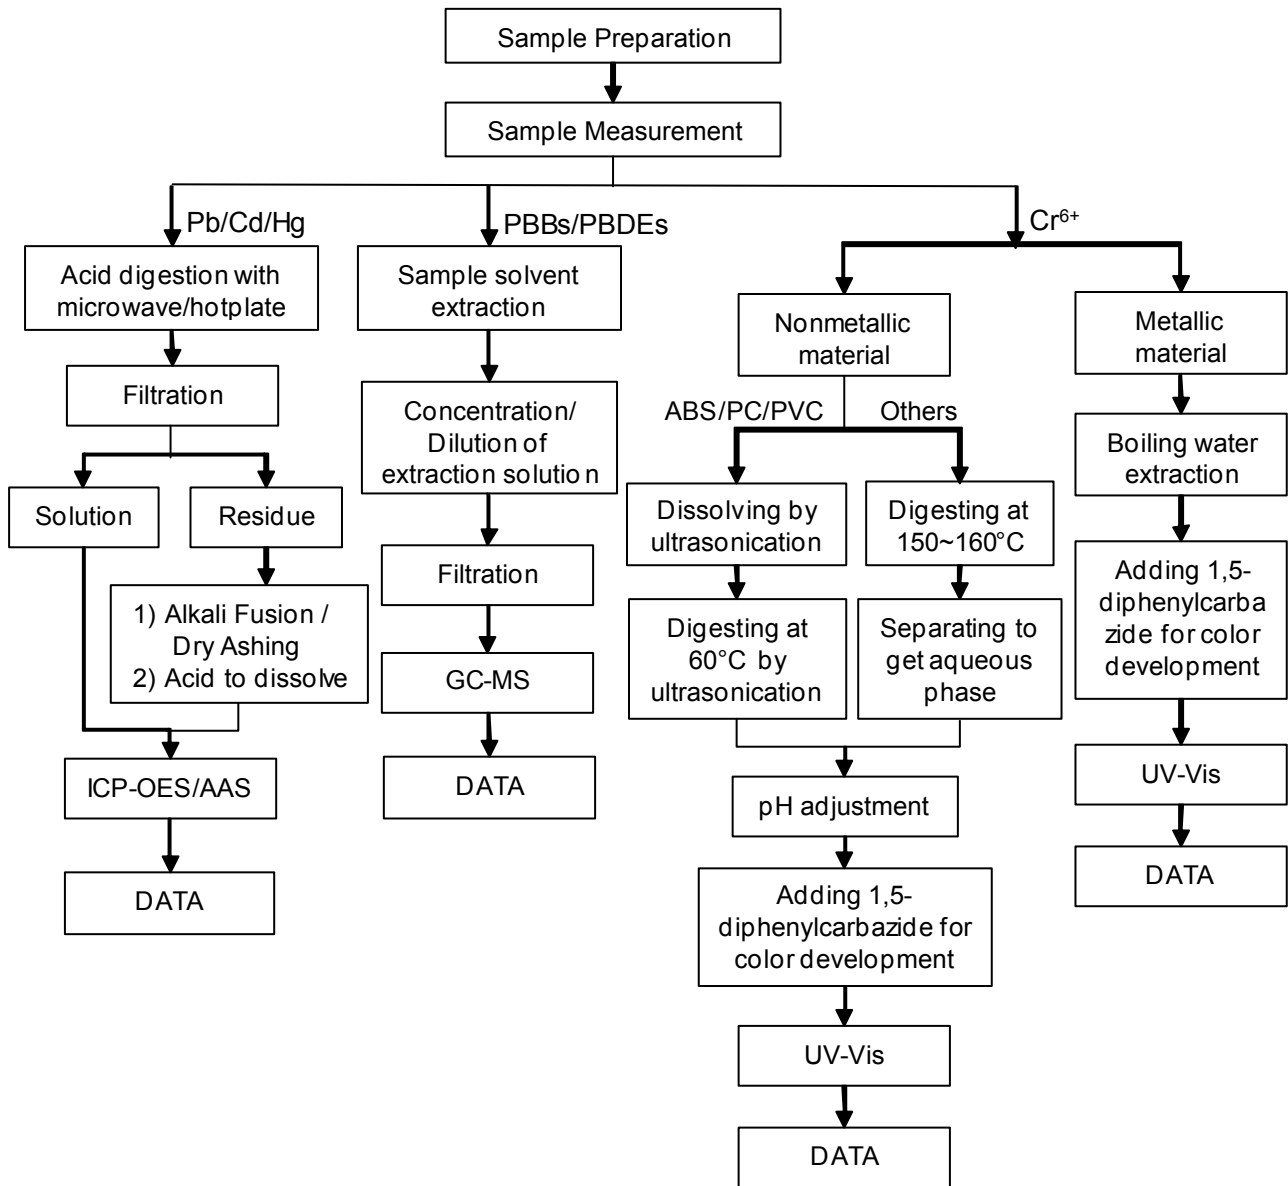 Sample Preparation
Sample Measurement
Pb/Cd/Hg
Acid digestion with
microwave/hotplate
Filtration
Solution
Residue
1) Alkali Fusion /
Dry Ashing
2) Acid to dissolve
ICP-OES/AAS
DATA
PBBs/PBDEs
Sample solvent
extraction
Concentration/
Dilution of
extraction solution
Filtration
GC-MS
DATA
Cr⁶⁺
Nonmetallic
material
ABS/PC/PVC
Others
Dissolving by
ultrasonication
Digesting at
60°C by
ultrasonication
Digesting at
150~160°C
Separating to
get aqueous
phase
pH adjustment
Adding 1,5-
diphenylcarbazide for
color development
UV-Vis
DATA
Metallic
material
Boiling water
extraction
Adding 1,5-
diphenylcarba
zide for color
development
UV-Vis
DATA